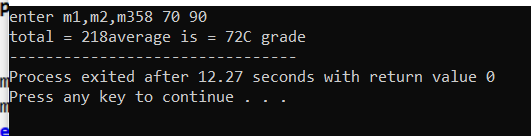 enter m1,m2,m358 70 90
total = 218average is = 72C grade
--------------------------------
Process exited after 12.27 seconds with return value 0
Press any key to continue . . .